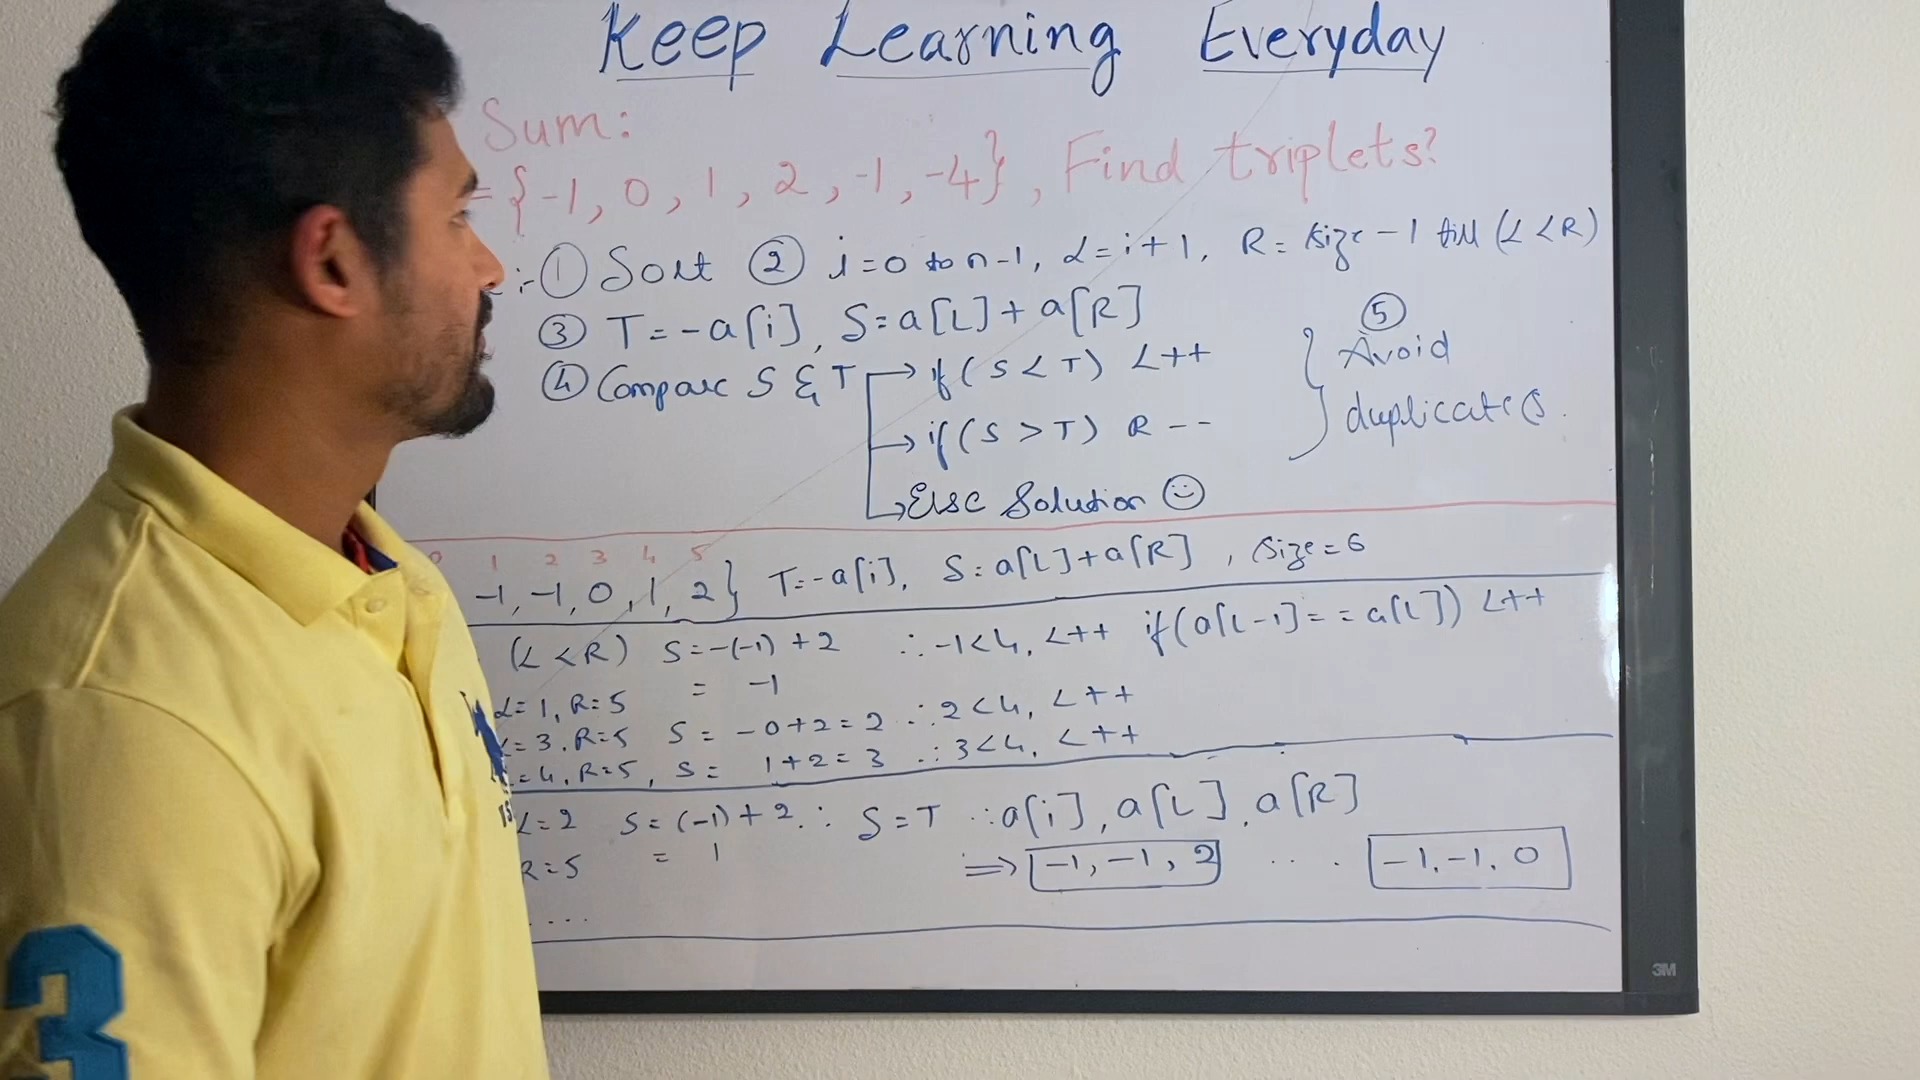 Keep Learning Everyday
Sum:
= {-1, 0, 1, 2, -1, -4}, Find triplets?
:- ① Sort ② i=0 to n-1, L=i+1, R= size-1 till (L<R)
③ T=-a[i], S=a[L]+a[R]
④ Compare S & T → if (S<T) L++
→ if (S>T) R--
→ Else Solution ☺
⑤ Avoid duplicates.
0 1 2 3 4 5
-1, -1, 0, 1, 2} T=-a[i], S=a[L]+a[R], Size=6
(L<R) S=-(-1)+2 ∴ -1<4, L++ if(a[L-1]==a[L]) L++
= -1
L=1, R=5
L=3, R=5 S= -0+2=2 ∴ 2<4, L++
=4, R=5, S= 1+2=3 ∴ 3<4, L++
L=2 S=(-1)+2 ∴ S=T ∴ a[i], a[L], a[R]
= 1
R=5
⇒ -1, -1, 2 ... -1, -1, 0
....
3M
3